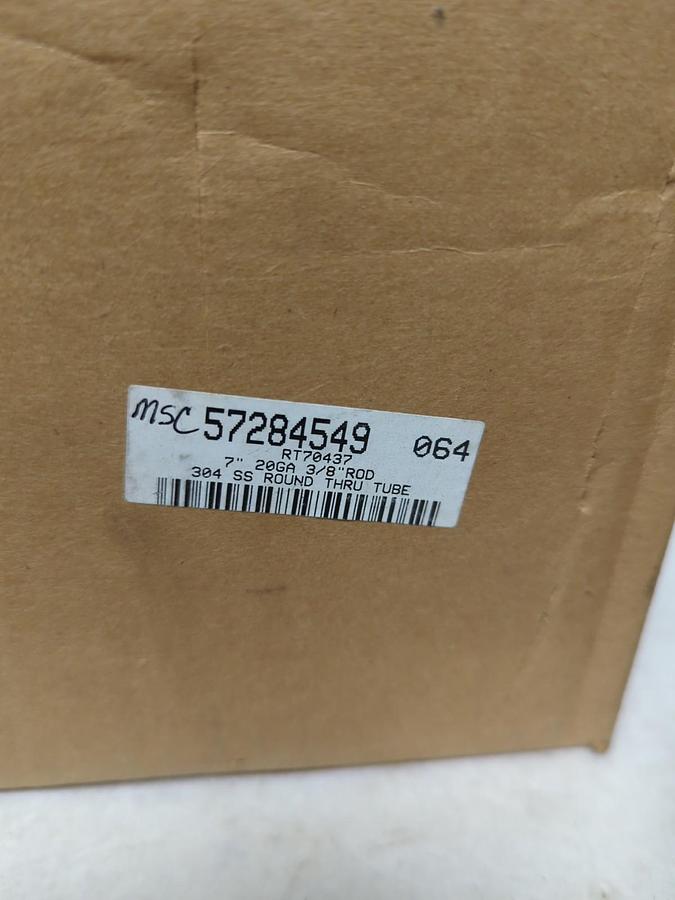 MSC 57284549 064
RT70437
7" 20GA 3/8"ROD
304 SS ROUND THRU TUBE